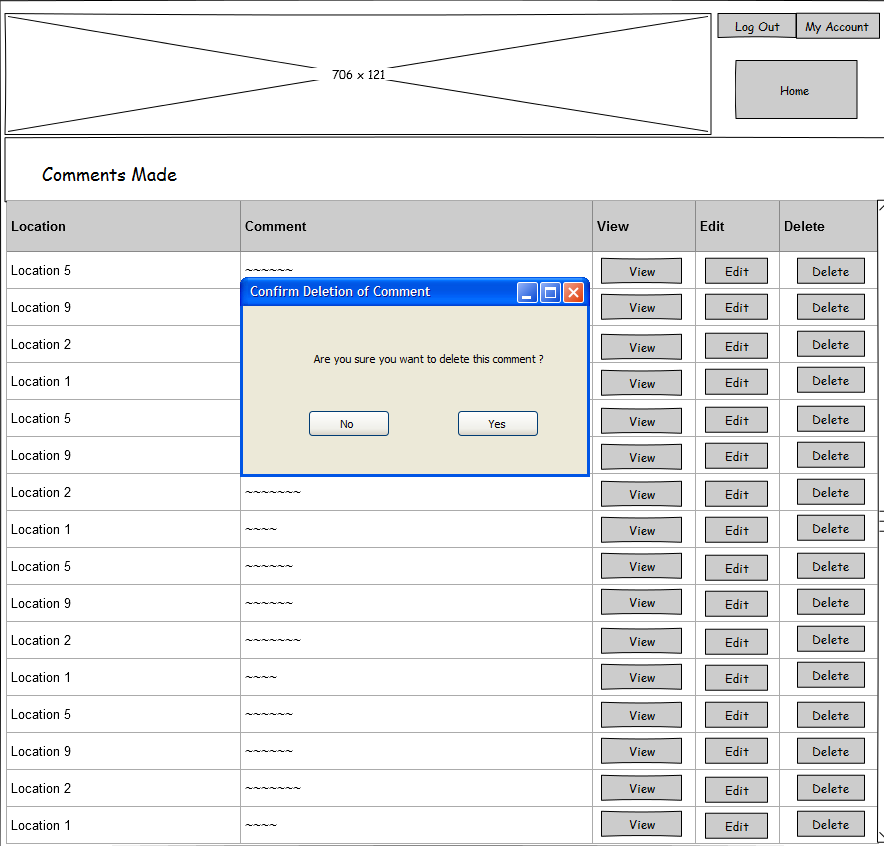 Log Out My Account
706 x 121
Home
Comments Made
Location Comment View Edit Delete
Location 5 ~~~~~~ View Edit Delete
Confirm Deletion of Comment
Are you sure you want to delete this comment ?
No Yes
Location 9 View Edit Delete
Location 2 View Edit Delete
Location 1 View Edit Delete
Location 5 View Edit Delete
Location 9 View Edit Delete
Location 2 ~~~~~~~ View Edit Delete
Location 1 ~~~~ View Edit Delete
Location 5 ~~~~~~ View Edit Delete
Location 9 ~~~~~~ View Edit Delete
Location 2 ~~~~~~~ View Edit Delete
Location 1 ~~~~ View Edit Delete
Location 5 ~~~~~~ View Edit Delete
Location 9 ~~~~~~ View Edit Delete
Location 2 ~~~~~~~ View Edit Delete
Location 1 ~~~~ View Edit Delete